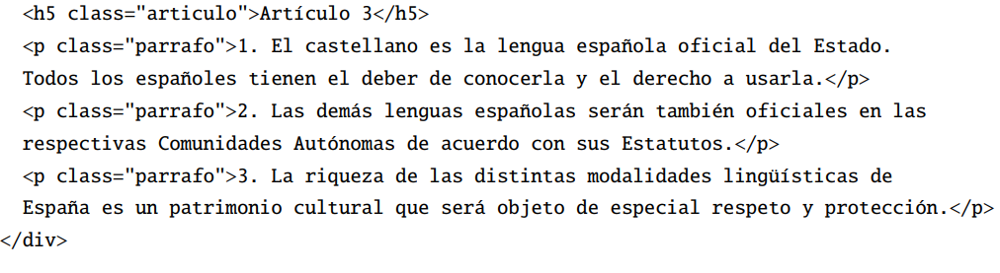 <h5 class="articulo">Artículo 3</h5>
<p class="parrafo">1. El castellano es la lengua española oficial del Estado.
Todos los españoles tienen el deber de conocerla y el derecho a usarla.</p>
<p class="parrafo">2. Las demás lenguas españolas serán también oficiales en las
respectivas Comunidades Autónomas de acuerdo con sus Estatutos.</p>
<p class="parrafo">3. La riqueza de las distintas modalidades lingüísticas de
España es un patrimonio cultural que será objeto de especial respeto y protección.</p>
</div>